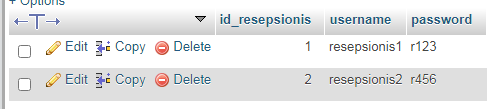 + Options
id_resepsionis username password
Edit Copy Delete 1 resepsionis1 r123
Edit Copy Delete 2 resepsionis2 r456